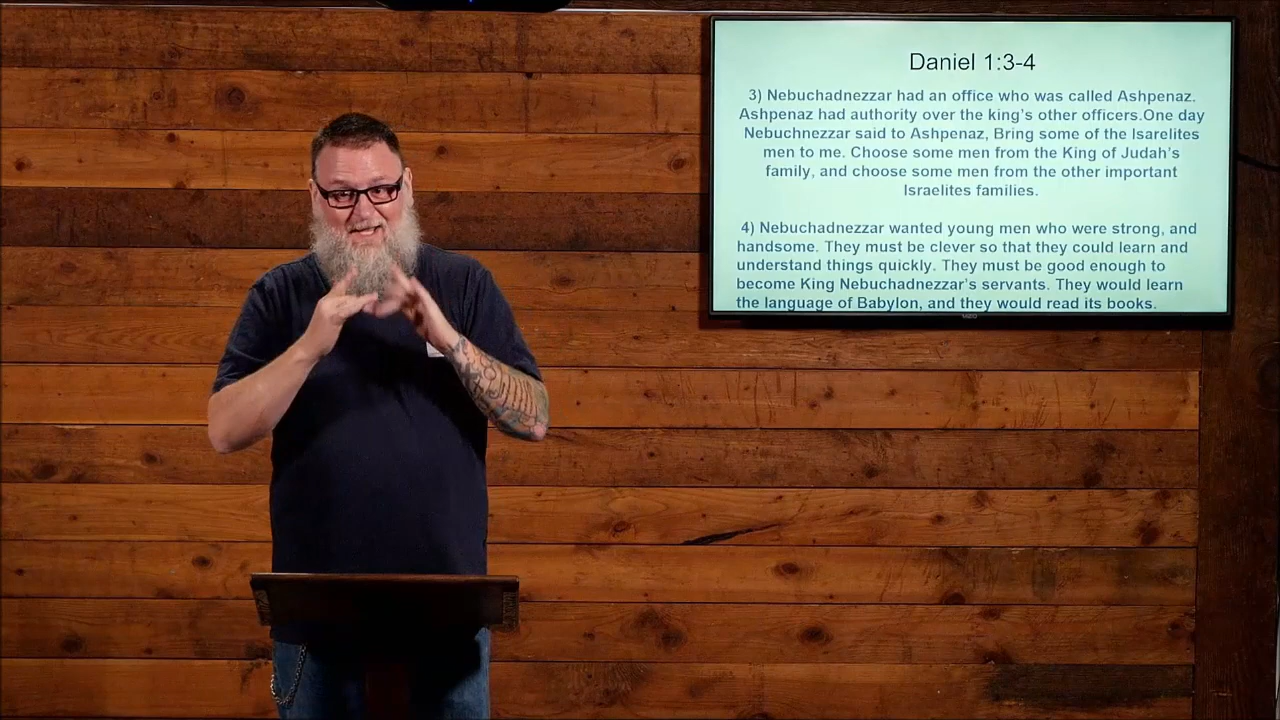 Daniel 1:3-4
3) Nebuchadnezzar had an office who was called Ashpenaz.
Ashpenaz had authority over the king's other officers.One day
Nebuchnezzar said to Ashpenaz, Bring some of the Isarelites
men to me. Choose some men from the King of Judah's
family, and choose some men from the other important
Israelites families.
4) Nebuchadnezzar wanted young men who were strong, and
handsome. They must be clever so that they could learn and
understand things quickly. They must be good enough to
become King Nebuchadnezzar's servants. They would learn
the language of Babylon, and they would read its books.
VIZIO